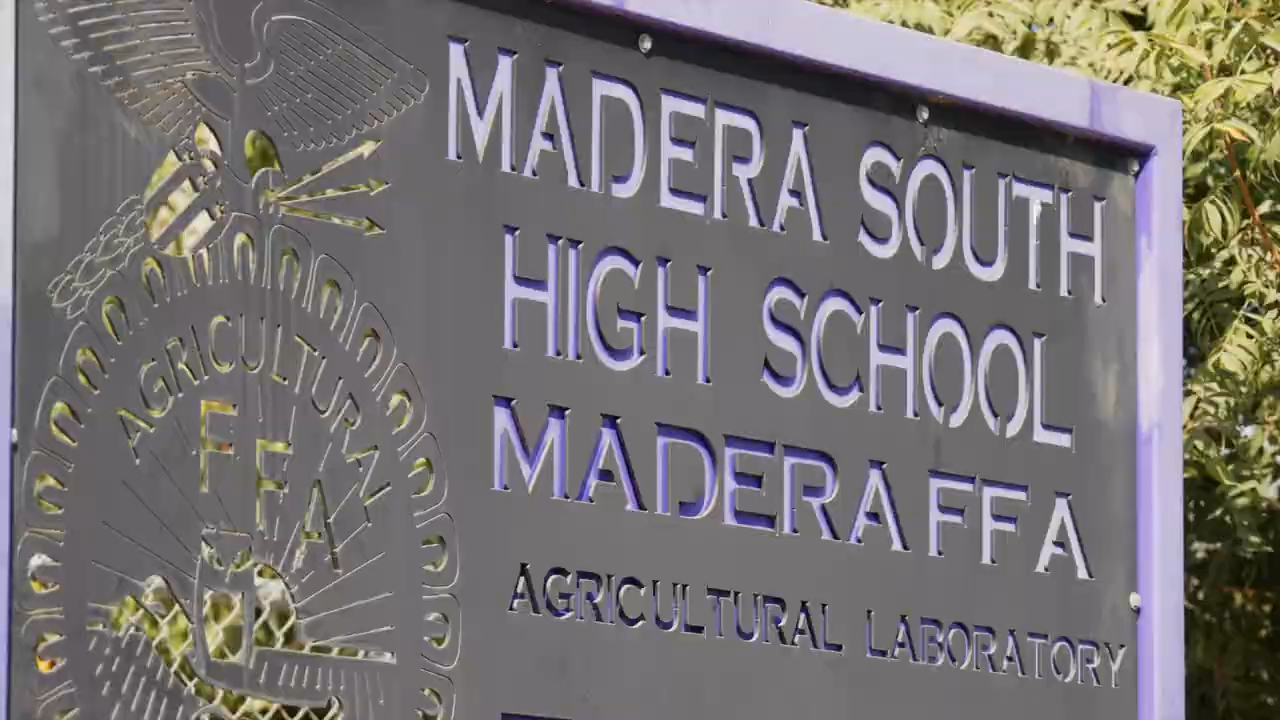 MADERA SOUTH
HIGH SCHOOL
MADERA FFA
AGRICULTURAL LABORATORY
AGRICULTURAL
FFA